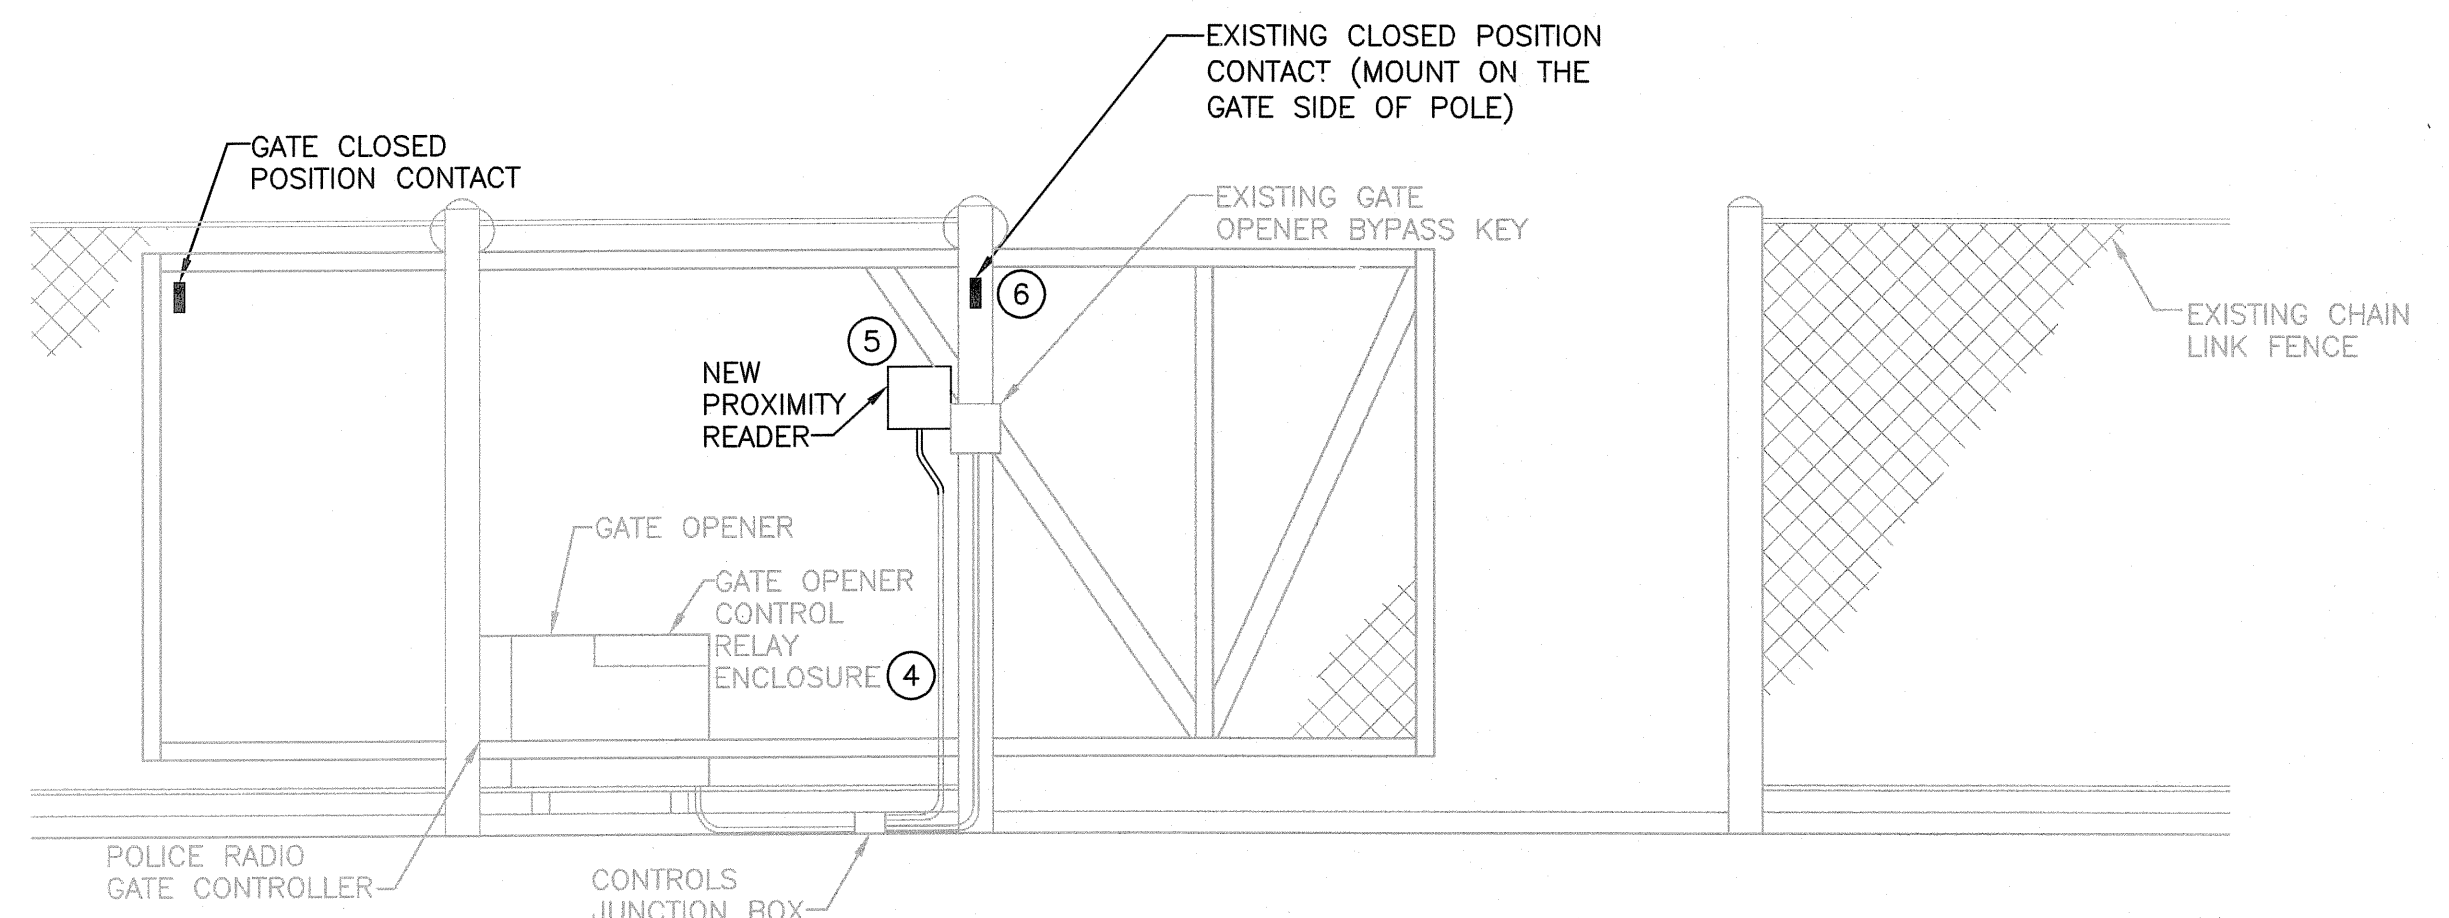 EXISTING CLOSED POSITION
CONTACT (MOUNT ON THE
GATE SIDE OF POLE)
GATE CLOSED
POSITION CONTACT
EXISTING GATE
OPENER BYPASS KEY
6
EXISTING CHAIN
LINK FENCE
5
NEW
PROXIMITY
READER
GATE OPENER
GATE OPENER
CONTROL
RELAY
ENCLOSURE 4
POLICE RADIO
GATE CONTROLLER
CONTROLS
JUNCTION BOX